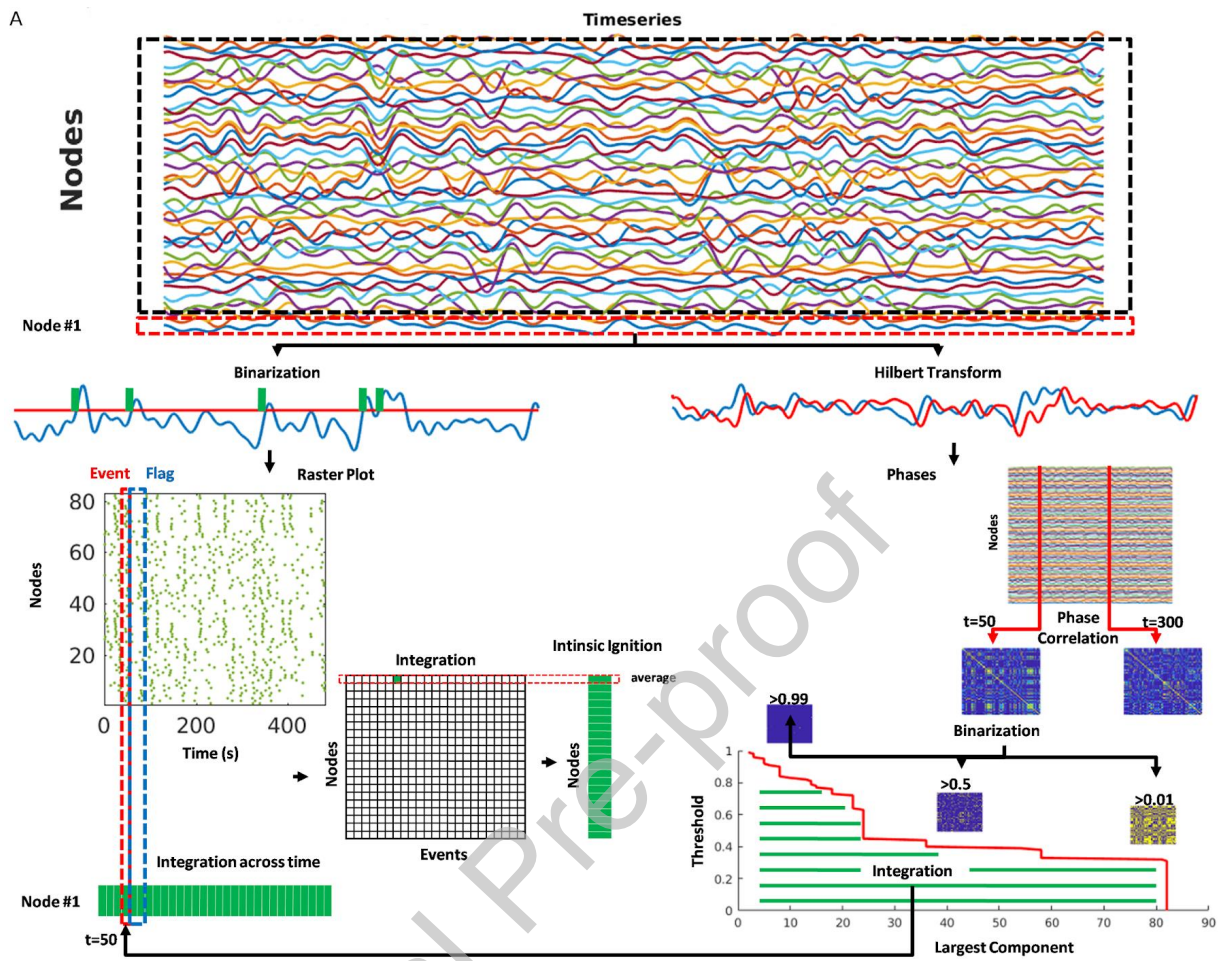 A
Timeseries
Nodes
Node #1
Binarization
Hilbert Transform
Event Flag
Raster Plot
Phases
80
60
40
20
0 200 400
Nodes
Time (s)
Nodes
t=50
Phase
Correlation
t=300
Integration
Intrinsic Ignition
average
Nodes
Events
Nodes
>0.99
Binarization
>0.5
>0.01
1
0.8
0.6
0.4
0.2
0
Threshold
Integration
0 10 20 30 40 50 60 70 80 90
Largest Component
Integration across time
Node #1
t=50
l Pre-proof